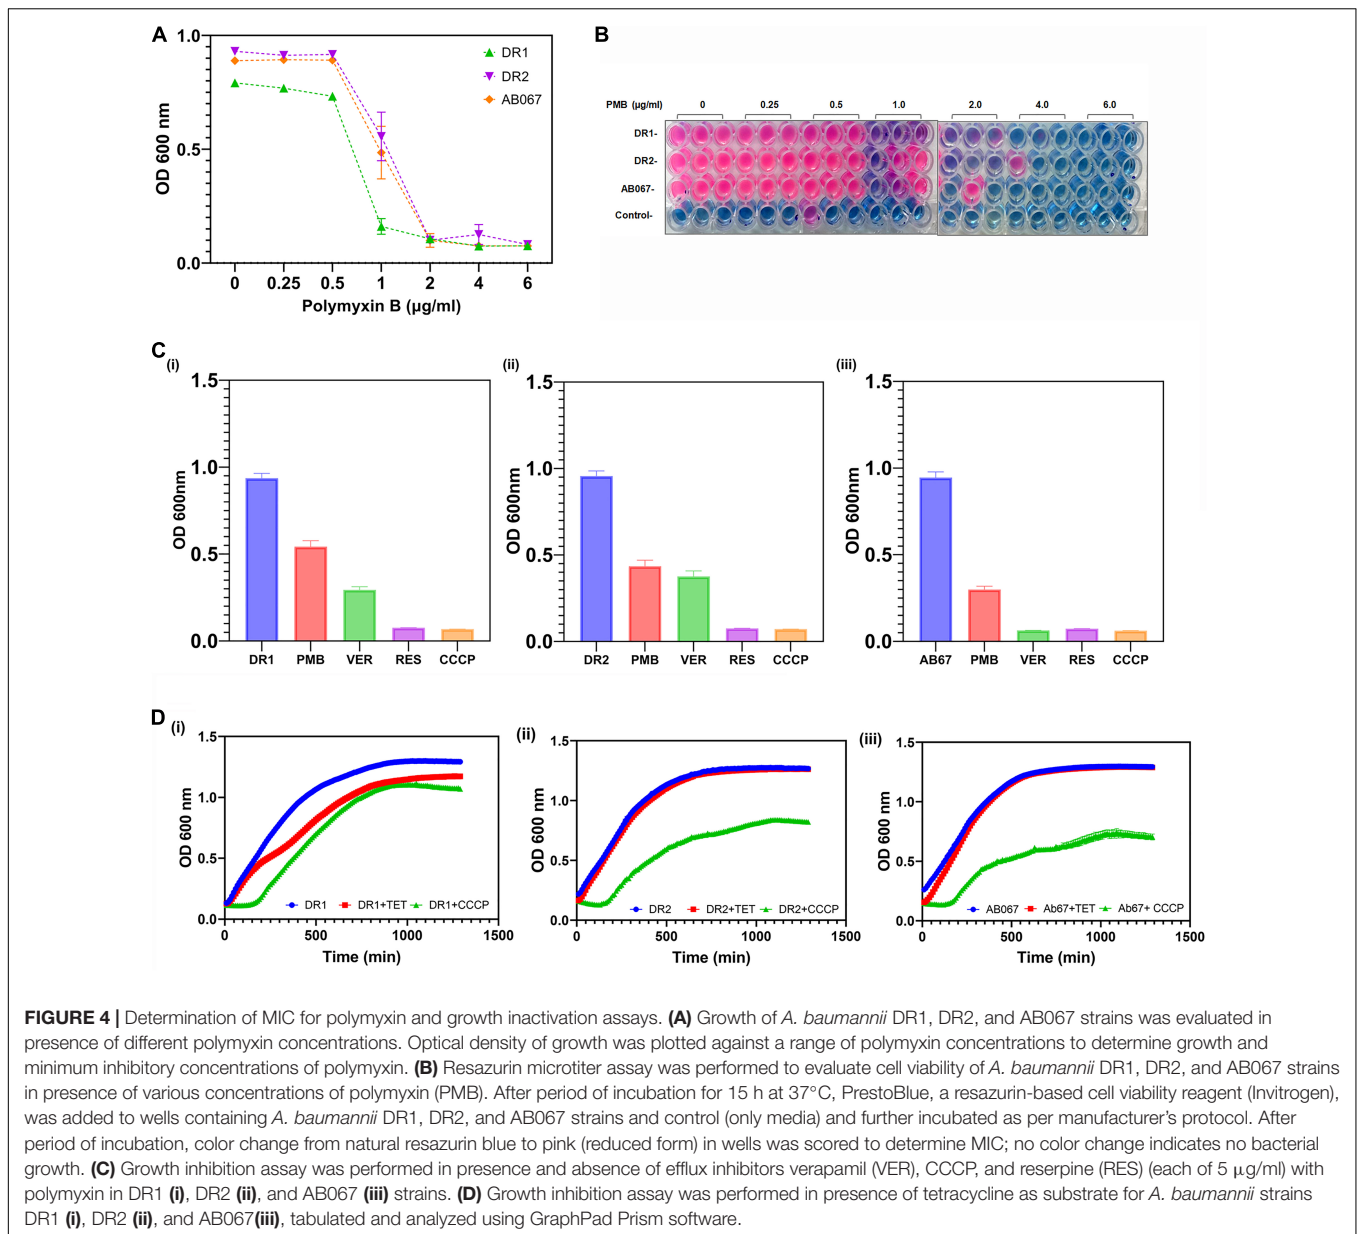 A
1.0
0.5
0.0
OD 600 nm
DR1
DR2
AB067
0 0.25 0.5 1 2 4 6
Polymyxin B (µg/ml)
B
PMB (µg/ml) 0 0.25 0.5 1.0 2.0 4.0 6.0
DR1-
DR2-
AB067-
Control-
C
(i)
1.5
1.0
0.5
0.0
OD 600nm
DR1 PMB VER RES CCCP
(ii)
1.5
1.0
0.5
0.0
OD 600nm
DR2 PMB VER RES CCCP
(iii)
1.5
1.0
0.5
0.0
OD 600nm
AB67 PMB VER RES CCCP
D
(i)
1.5
1.0
0.5
0.0
OD 600 nm
DR1 DR1+TET DR1+CCCP
0 500 1000 1500
Time (min)
(ii)
1.5
1.0
0.5
0.0
OD 600 nm
DR2 DR2+TET DR2+CCCP
0 500 1000 1500
Time (min)
(iii)
1.5
1.0
0.5
0.0
OD 600 nm
AB067 Ab67+TET Ab67+ CCCP
0 500 1000 1500
Time (min)
FIGURE 4 | Determination of MIC for polymyxin and growth inactivation assays. (A) Growth of A. baumannii DR1, DR2, and AB067 strains was evaluated in
presence of different polymyxin concentrations. Optical density of growth was plotted against a range of polymyxin concentrations to determine growth and
minimum inhibitory concentrations of polymyxin. (B) Resazurin microtiter assay was performed to evaluate cell viability of A. baumannii DR1, DR2, and AB067 strains
in presence of various concentrations of polymyxin (PMB). After period of incubation for 15 h at 37°C, PrestoBlue, a resazurin-based cell viability reagent (Invitrogen),
was added to wells containing A. baumannii DR1, DR2, and AB067 strains and control (only media) and further incubated as per manufacturer's protocol. After
period of incubation, color change from natural resazurin blue to pink (reduced form) in wells was scored to determine MIC; no color change indicates no bacterial
growth. (C) Growth inhibition assay was performed in presence and absence of efflux inhibitors verapamil (VER), CCCP, and reserpine (RES) (each of 5 µg/ml) with
polymyxin in DR1 (i), DR2 (ii), and AB067 (iii) strains. (D) Growth inhibition assay was performed in presence of tetracycline as substrate for A. baumannii strains
DR1 (i), DR2 (ii), and AB067(iii), tabulated and analyzed using GraphPad Prism software.